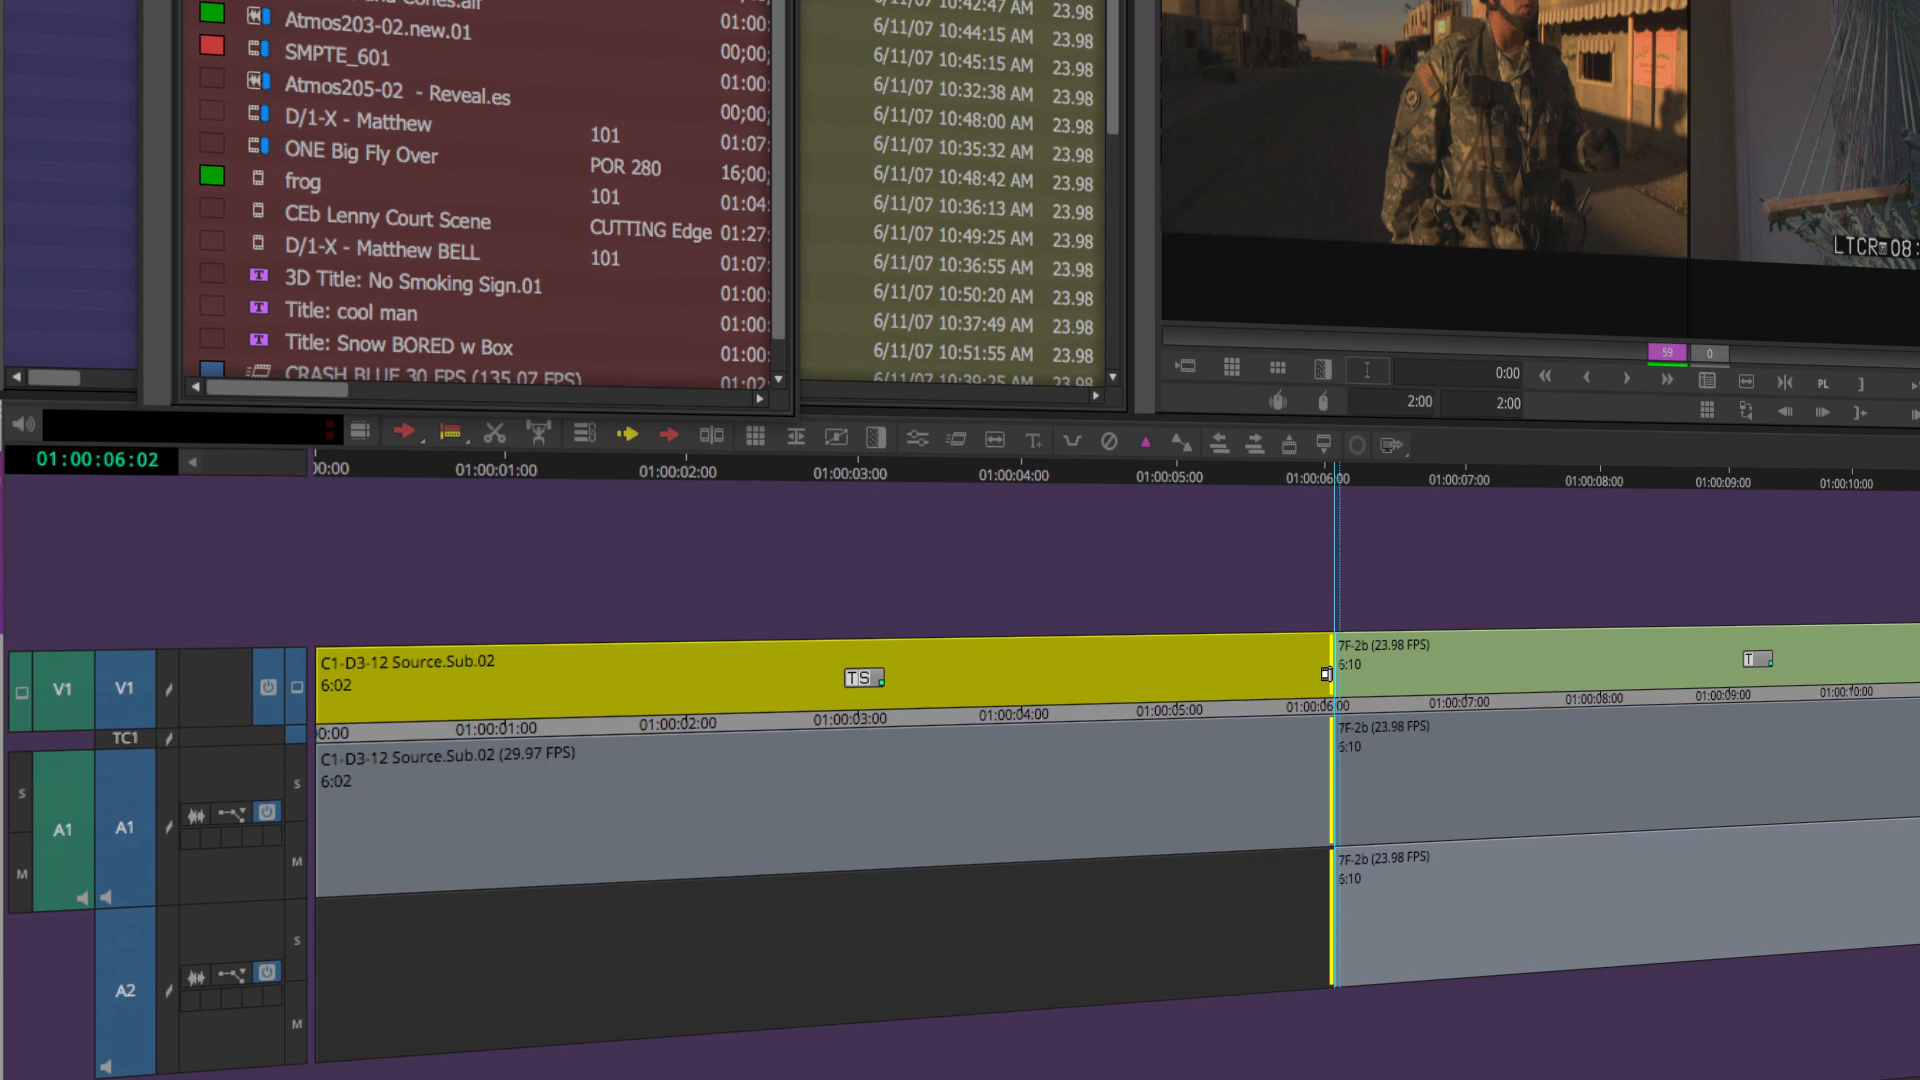 Atmos203-02.new.01 01:00:
SMPTE_601 00;00;
Atmos205-02 - Reveal.es 01:00:
D/1-X - Matthew 00;00;
ONE Big Fly Over 101 01:07:
frog POR 280 16;00;
CEb Lenny Court Scene 101 01:04:
D/1-X - Matthew BELL CUTTING Edge 01:27:
3D Title: No Smoking Sign.01 101 01:07:
Title: cool man 01:00:
Title: Snow BORED w Box 01:00:
CRASH BLUE 30 FPS (135.07 FPS) 01:00:
01:02:
6/11/07 10:42:47 AM 23.98
6/11/07 10:44:15 AM 23.98
6/11/07 10:45:15 AM 23.98
6/11/07 10:32:38 AM 23.98
6/11/07 10:48:00 AM 23.98
6/11/07 10:35:32 AM 23.98
6/11/07 10:48:42 AM 23.98
6/11/07 10:36:13 AM 23.98
6/11/07 10:49:25 AM 23.98
6/11/07 10:36:55 AM 23.98
6/11/07 10:50:20 AM 23.98
6/11/07 10:37:49 AM 23.98
6/11/07 10:51:55 AM 23.98
6/11/07 10:39:25 AM 23.98
LTCR 08:
59 0
0:00
PL
2:00 2:00
01:00:06:02
00:00 01:00:01:00 01:00:02:00 01:00:03:00 01:00:04:00 01:00:05:00 01:00:06:00 01:00:07:00 01:00:08:00 01:00:09:00 01:00:10:00
V1 V1
C1-D3-12 Source.Sub.02
6:02
TS
7F-2b (23.98 FPS)
6:10
T
TC1
0:00 01:00:01:00 01:00:02:00 01:00:03:00 01:00:04:00 01:00:05:00 01:00:06:00 01:00:07:00 01:00:08:00 01:00:09:00 01:00:10:00
S M A1 A1 S M
C1-D3-12 Source.Sub.02 (29.97 FPS)
6:02
7F-2b (23.98 FPS)
6:10
A2 S M
7F-2b (23.98 FPS)
6:10